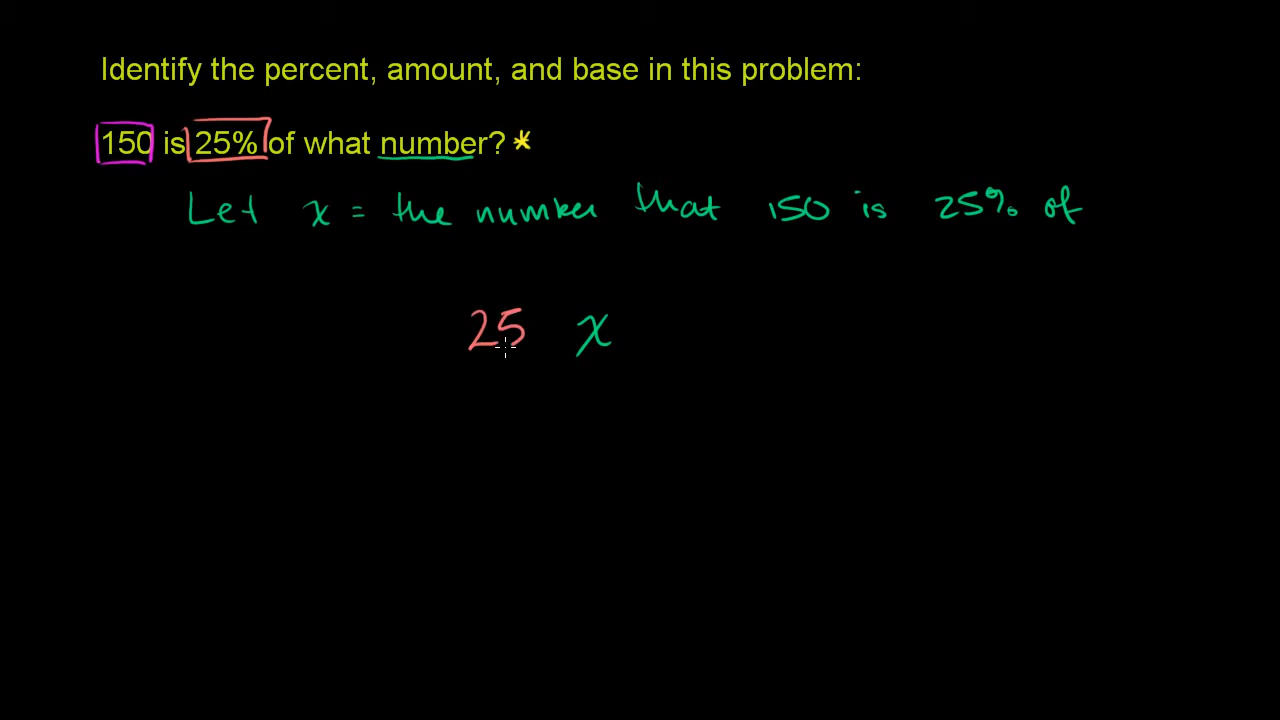 Identify the percent, amount, and base in this problem:
150 is 25% of what number? *
Let x = the number that 150 is 25% of
25 x